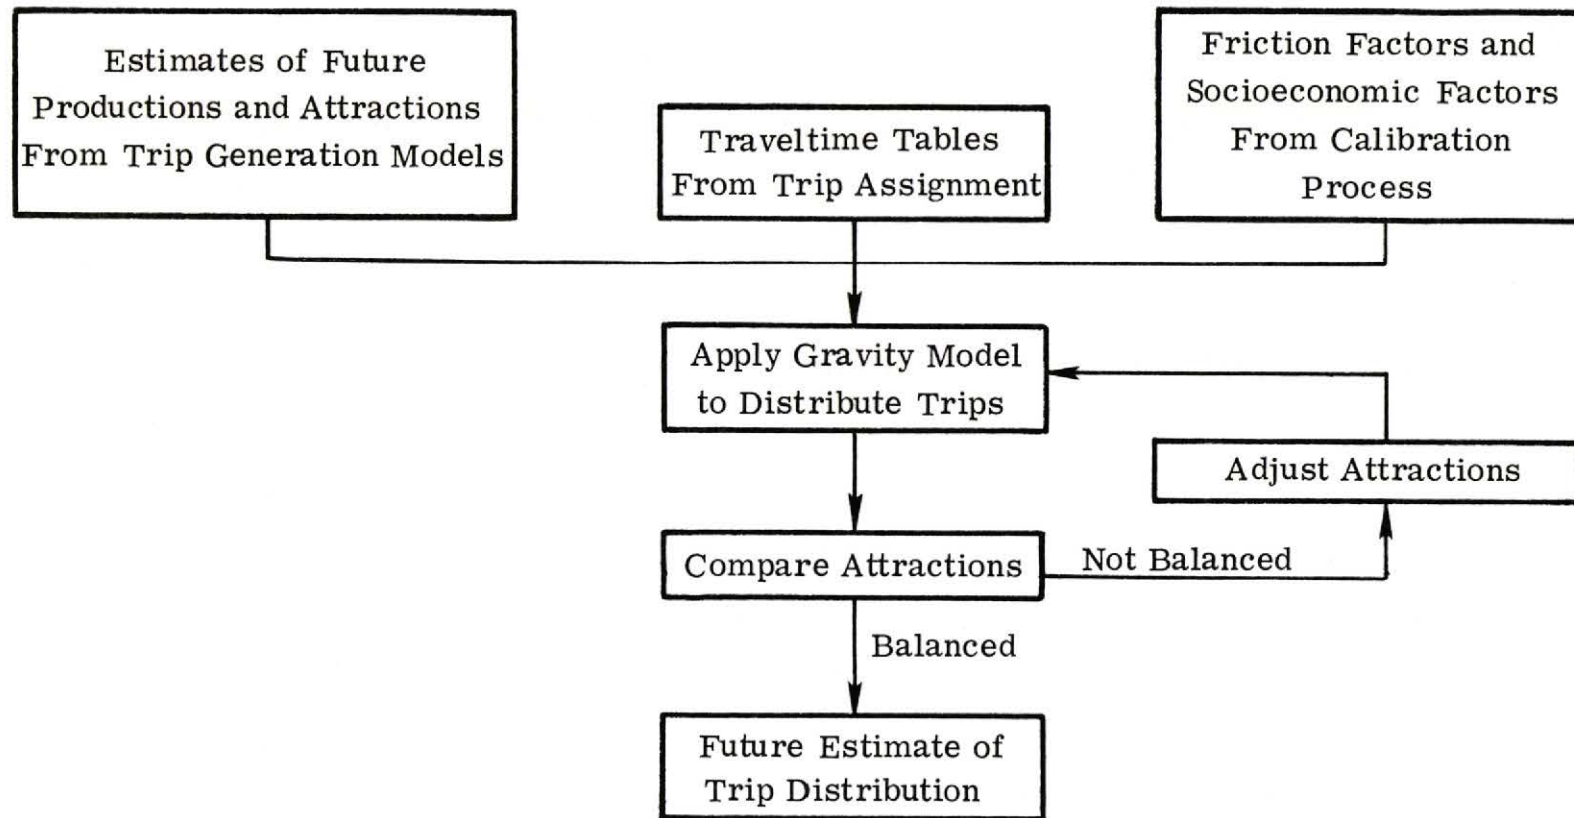 Estimates of Future
Productions and Attractions
From Trip Generation Models
Traveltime Tables
From Trip Assignment
Friction Factors and
Socioeconomic Factors
From Calibration
Process
Apply Gravity Model
to Distribute Trips
Adjust Attractions
Compare Attractions
Not Balanced
Balanced
Future Estimate of
Trip Distribution